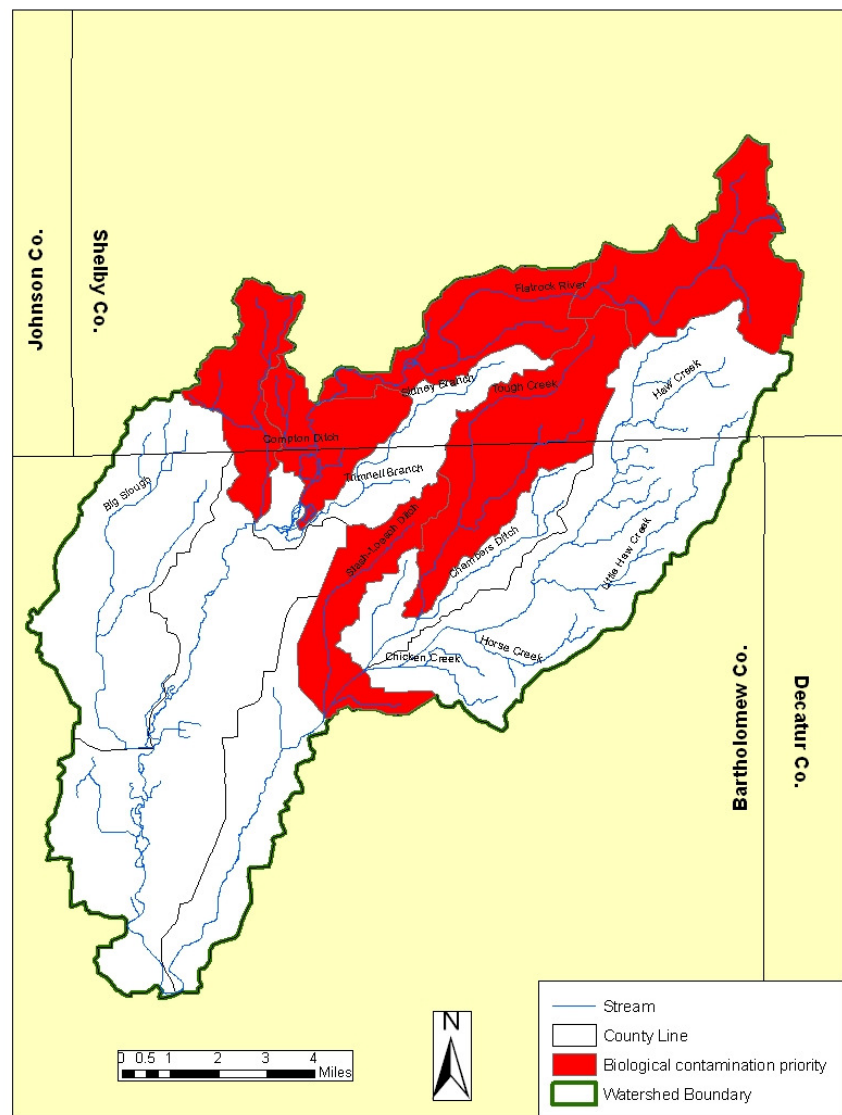 Johnson Co.
Shelby Co.
Flatrock River
Haw Creek
Sidney Branch
Tough Creek
Compton Ditch
Trimnell Branch
Big Slough
Stash-Loesch Ditch
Chambers Ditch
Little Haw Creek
Horse Creek
Chicken Creek
Bartholomew Co.
Decatur Co.
N
0 0.5 1 2 3 4
Miles
Stream
County Line
Biological contamination priority
Watershed Boundary